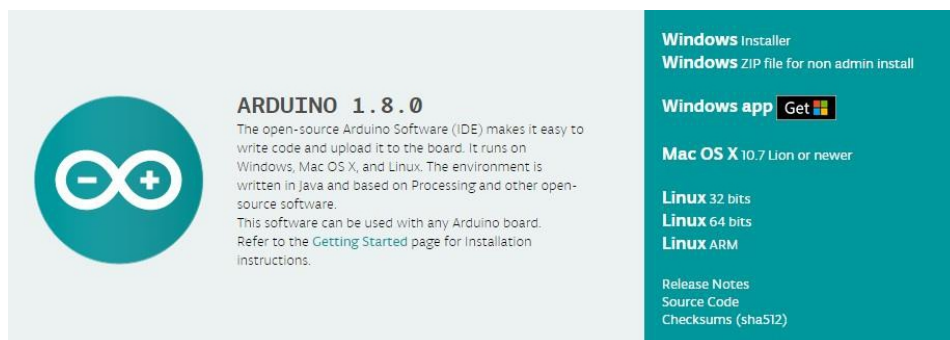 ARDUINO 1.8.0
The open-source Arduino Software (IDE) makes it easy to
write code and upload it to the board. It runs on
Windows, Mac OS X, and Linux. The environment is
written in Java and based on Processing and other open-
source software.
This software can be used with any Arduino board.
Refer to the Getting Started page for Installation
instructions.
Windows Installer
Windows ZIP file for non admin install
Windows app Get
Mac OS X 10.7 Lion or newer
Linux 32 bits
Linux 64 bits
Linux ARM
Release Notes
Source Code
Checksums (sha512)